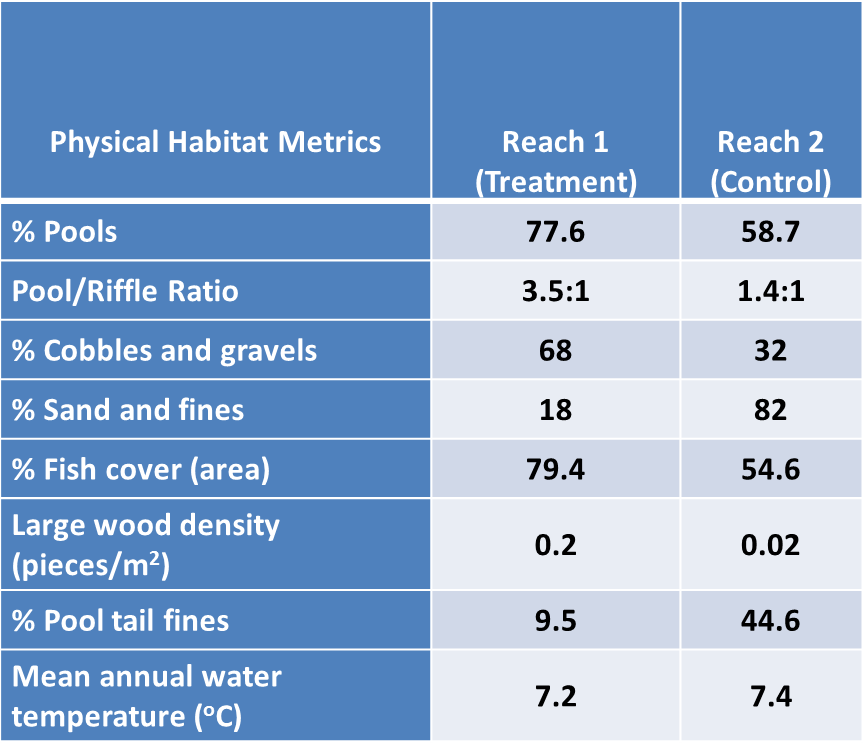 Physical Habitat Metrics
Reach 1
(Treatment)
Reach 2
(Control)
% Pools 77.6 58.7
Pool/Riffle Ratio 3.5:1 1.4:1
% Cobbles and gravels 68 32
% Sand and fines 18 82
% Fish cover (area) 79.4 54.6
Large wood density
(pieces/m²) 0.2 0.02
% Pool tail fines 9.5 44.6
Mean annual water
temperature (ᵒC) 7.2 7.4